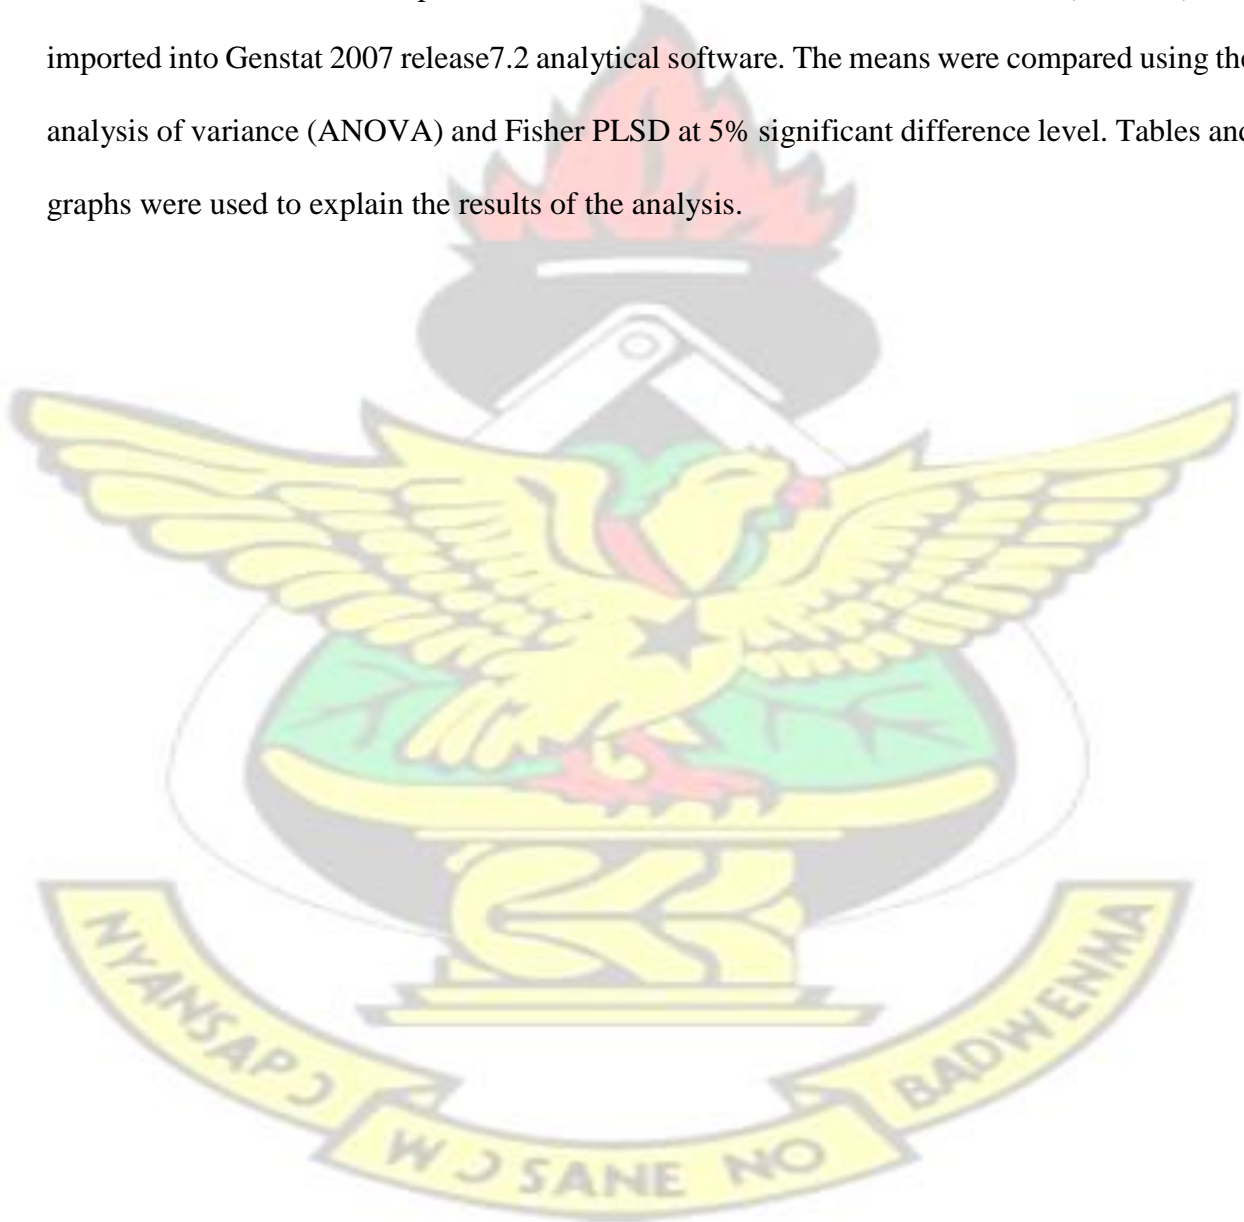 imported into Genstat 2007 release7.2 analytical software. The means were compared using the
analysis of variance (ANOVA) and Fisher PLSD at 5% significant difference level. Tables and
graphs were used to explain the results of the analysis.
NYANSAPƆ
WƆSANE NO
BADWENMA